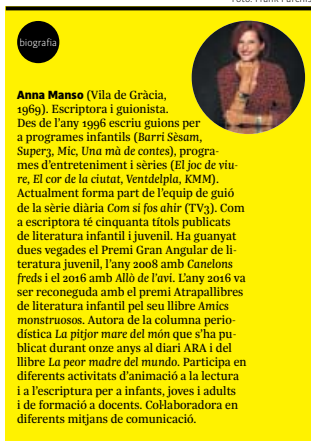 Foto: Frank Parenis
biografia
Anna Manso (Vila de Gràcia,
1969). Escriptora i guionista.
Des de l'any 1996 escriu guions per
a programes infantils (Barri Sèsam,
Super3, Mic, Una mà de contes), progra-
mes d'entreteniment i sèries (El joc de viu-
re, El cor de la ciutat, Ventdelpla, KMM).
Actualment forma part de l'equip de guió
de la sèrie diària Com si fos ahir (TV3). Com
a escriptora té cinquanta títols publicats
de literatura infantil i juvenil. Ha guanyat
dues vegades el Premi Gran Angular de li-
teratura juvenil, l'any 2008 amb Canelons
freds i el 2016 amb Allò de l'avi. L'any 2016 va
ser reconeguda amb el premi Atrapallibres
de literatura infantil pel seu llibre Amics
monstruosos. Autora de la columna perio-
dística La pitjor mare del món que s'ha pu-
blicat durant onze anys al diari ARA i del
llibre La peor madre del mundo. Participa en
diferents activitats d'animació a la lectura
i a l'escriptura per a infants, joves i adults
i de formació a docents. Col·laboradora en
diferents mitjans de comunicació.